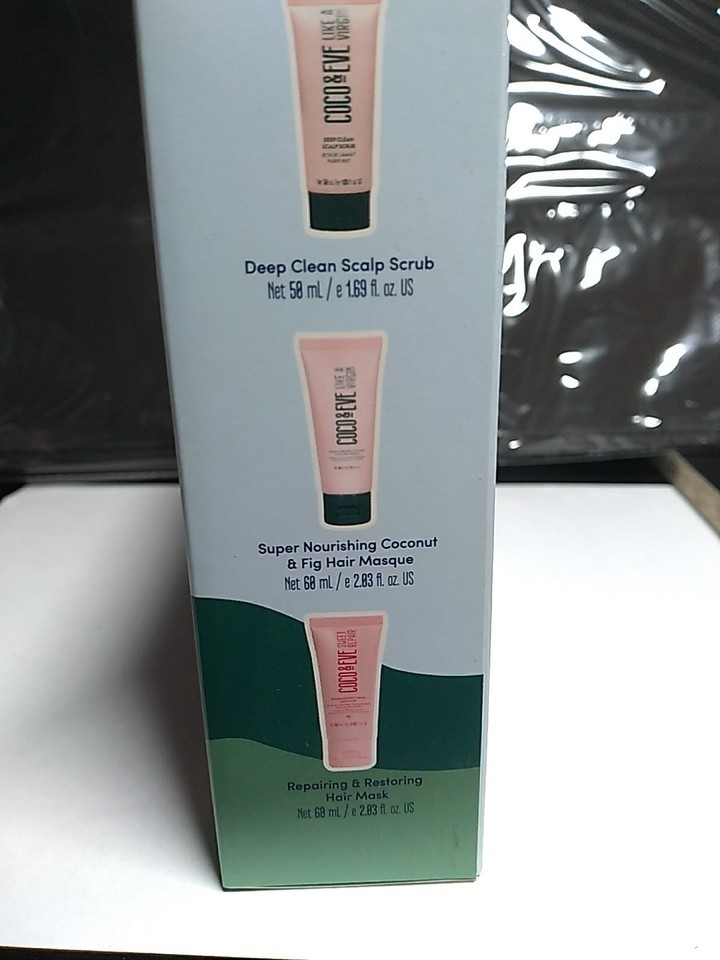 COCO & EVE LIKE A
VIRGIN
DEEP CLEAN
SCALP SCRUB
Deep Clean Scalp Scrub
Net 50 mL / e 1.69 fl. oz. US
COCO & EVE LIKE A
VIRGIN
Super Nourishing Coconut
& Fig Hair Masque
Net 60 mL / e 2.03 fl. oz. US
COCO & EVE SWEET
REPAIR
Repairing & Restoring
Hair Mask
Net 60 mL / e 2.03 fl. oz. US